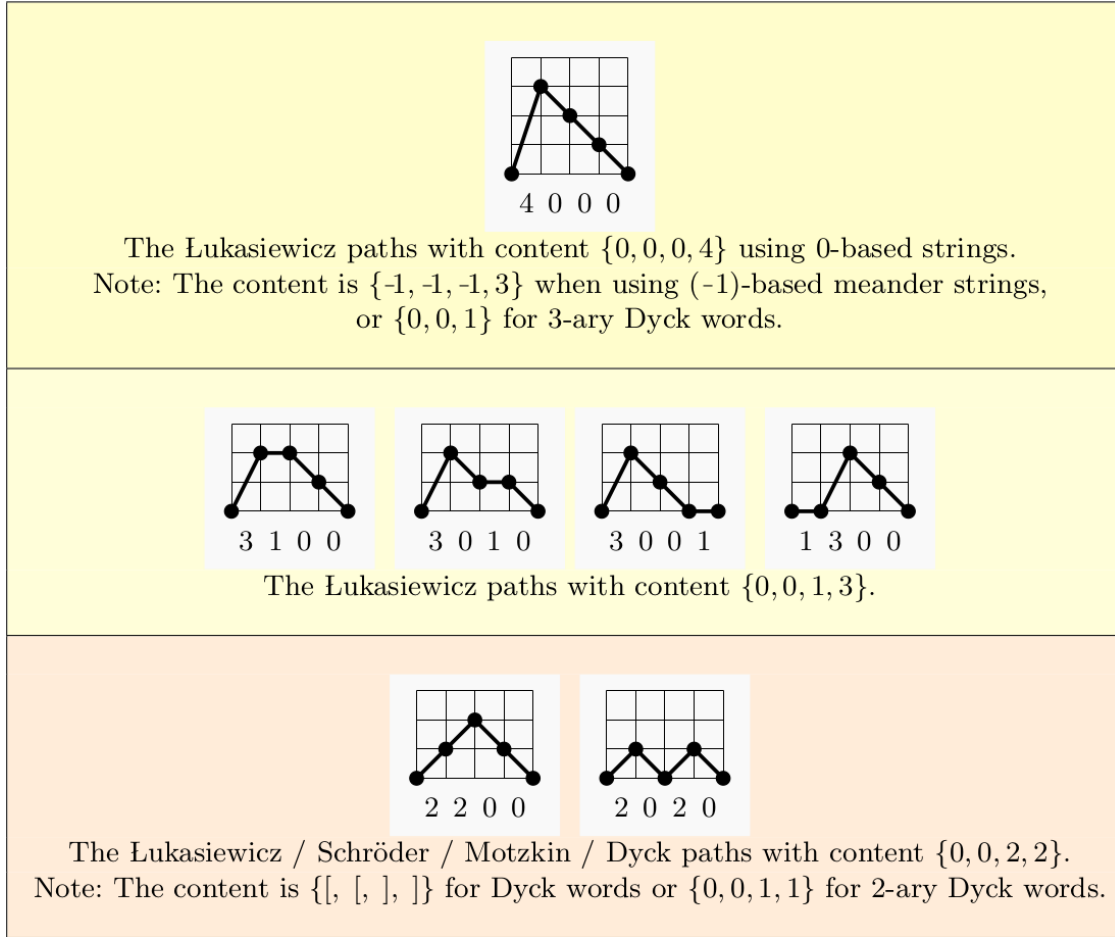 4 0 0 0
The Łukasiewicz paths with content {0, 0, 0, 4} using 0-based strings.
Note: The content is {-1, -1, -1, 3} when using (-1)-based meander strings,
or {0, 0, 1} for 3-ary Dyck words.
3 1 0 0 3 0 1 0 3 0 0 1 1 3 0 0
The Łukasiewicz paths with content {0, 0, 1, 3}.
2 2 0 0 2 0 2 0
The Łukasiewicz / Schröder / Motzkin / Dyck paths with content {0, 0, 2, 2}.
Note: The content is {[, [, ], ]} for Dyck words or {0, 0, 1, 1} for 2-ary Dyck words.